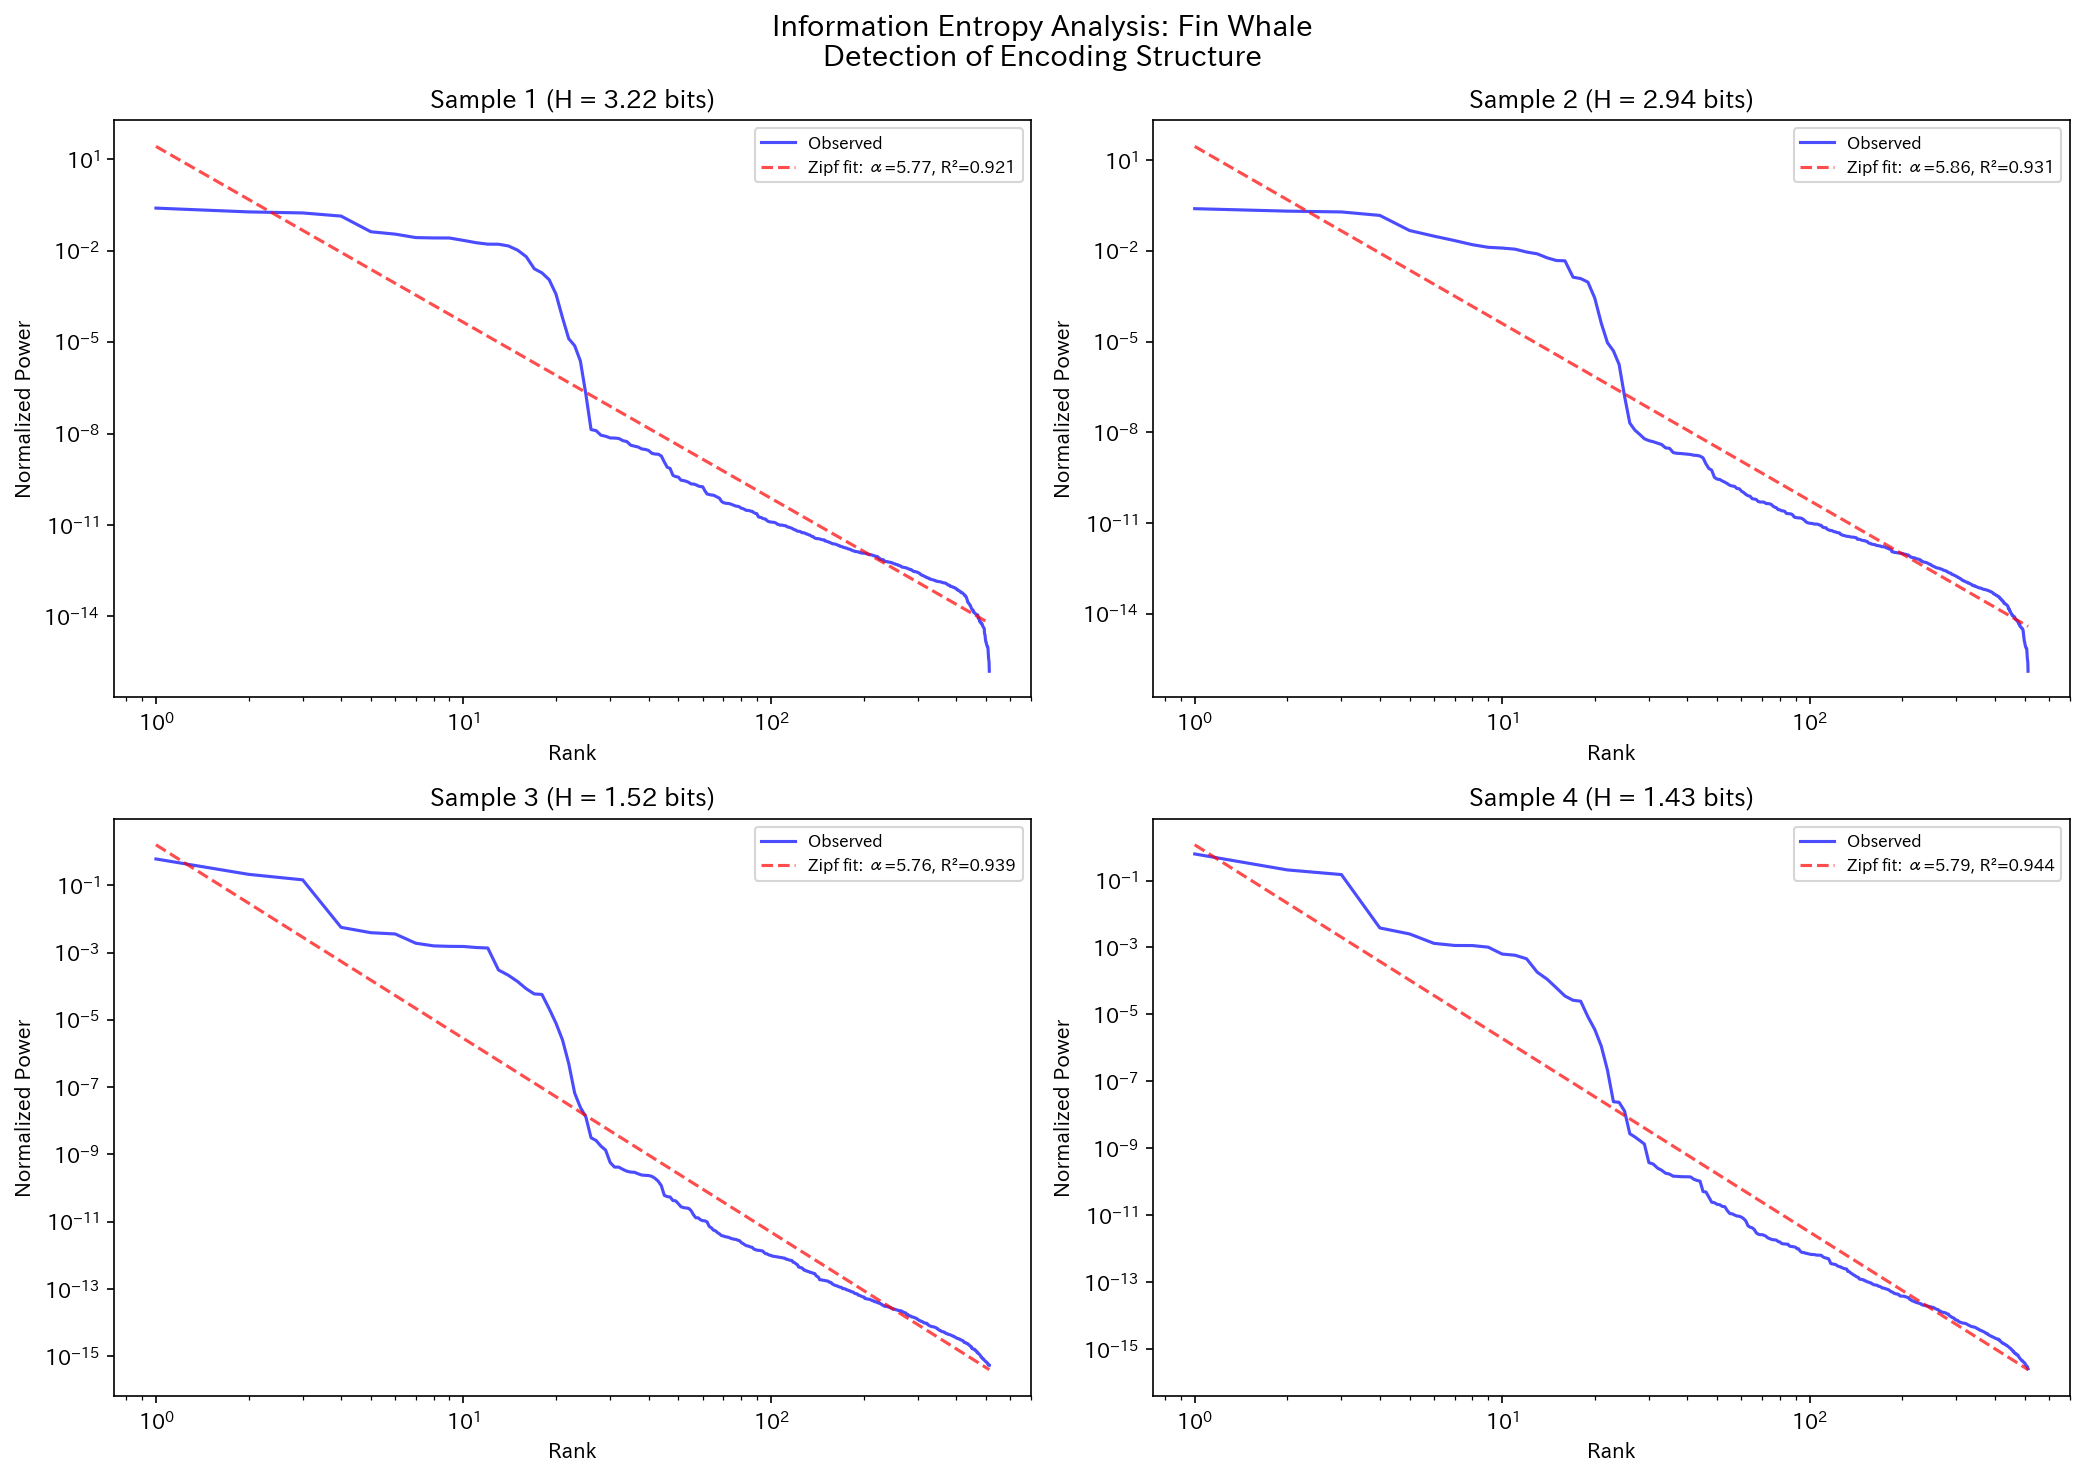 Information Entropy Analysis: Fin Whale
Detection of Encoding Structure
Sample 1 (H = 3.22 bits)
Observed
Zipf fit: α=5.77, R²=0.921
10¹
10⁻²
10⁻⁵
10⁻⁸
10⁻¹¹
10⁻¹⁴
Normalized Power
10⁰ 10¹ 10²
Rank
Sample 2 (H = 2.94 bits)
Observed
Zipf fit: α=5.86, R²=0.931
10¹
10⁻²
10⁻⁵
10⁻⁸
10⁻¹¹
10⁻¹⁴
Normalized Power
10⁰ 10¹ 10²
Rank
Sample 3 (H = 1.52 bits)
Observed
Zipf fit: α=5.76, R²=0.939
10⁻¹
10⁻³
10⁻⁵
10⁻⁷
10⁻⁹
10⁻¹¹
10⁻¹³
10⁻¹⁵
Normalized Power
10⁰ 10¹ 10²
Rank
Sample 4 (H = 1.43 bits)
Observed
Zipf fit: α=5.79, R²=0.944
10⁻¹
10⁻³
10⁻⁵
10⁻⁷
10⁻⁹
10⁻¹¹
10⁻¹³
10⁻¹⁵
Normalized Power
10⁰ 10¹ 10²
Rank